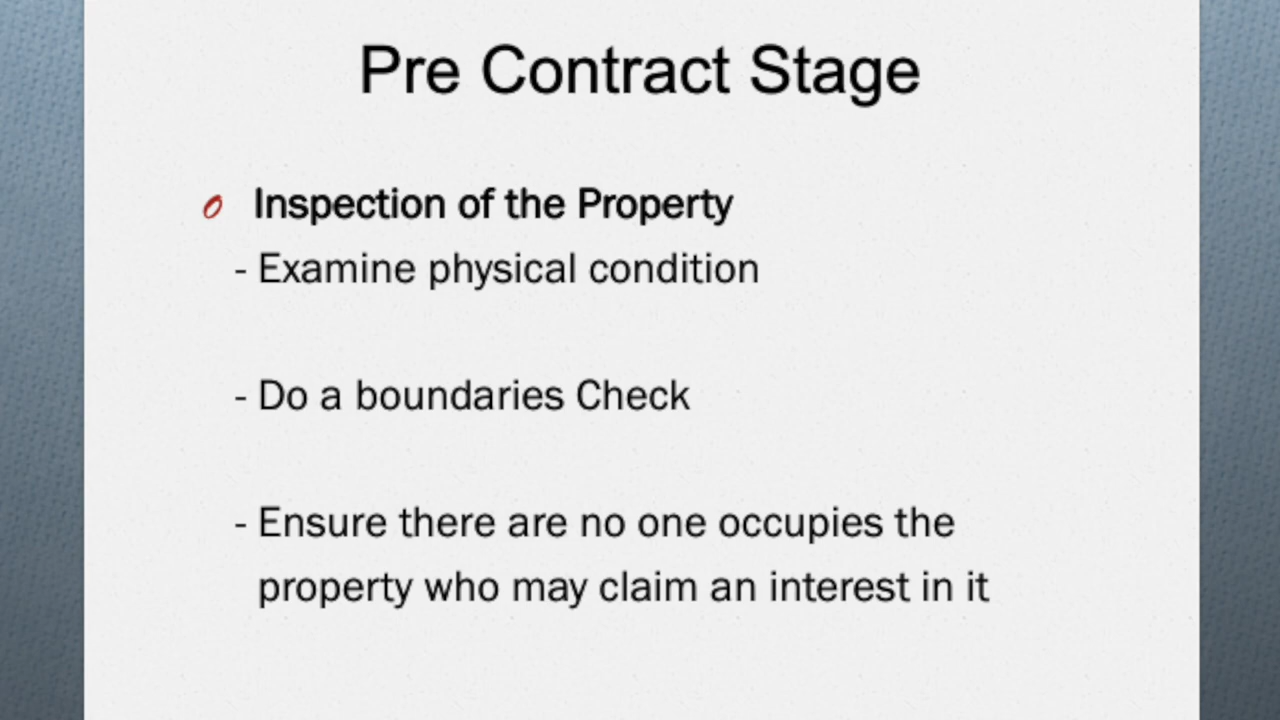 Pre Contract Stage
Inspection of the Property
- Examine physical condition
- Do a boundaries Check
- Ensure there are no one occupies the
property who may claim an interest in it